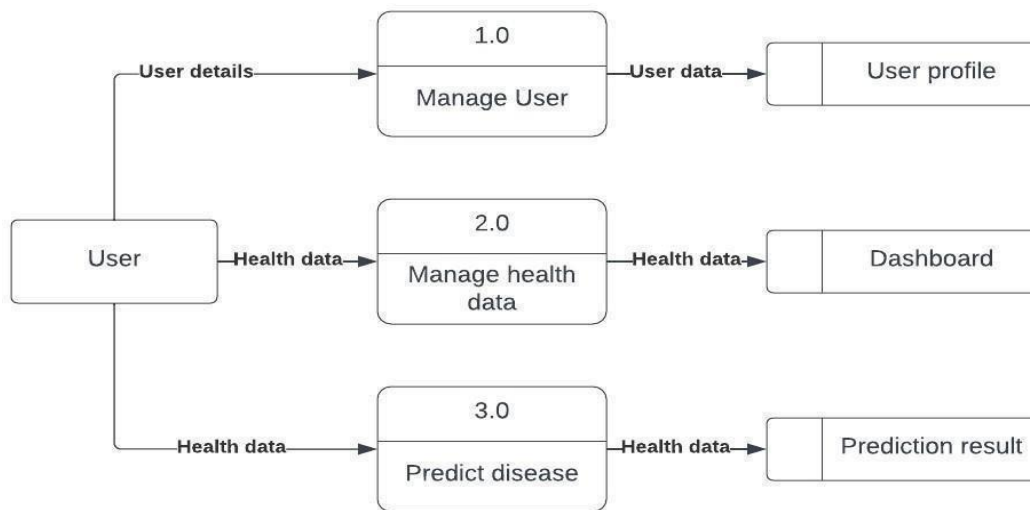 1.0
User details
Manage User
User data
User profile
User
Health data
2.0
Manage health
data
Health data
Dashboard
Health data
3.0
Predict disease
Health data
Prediction result